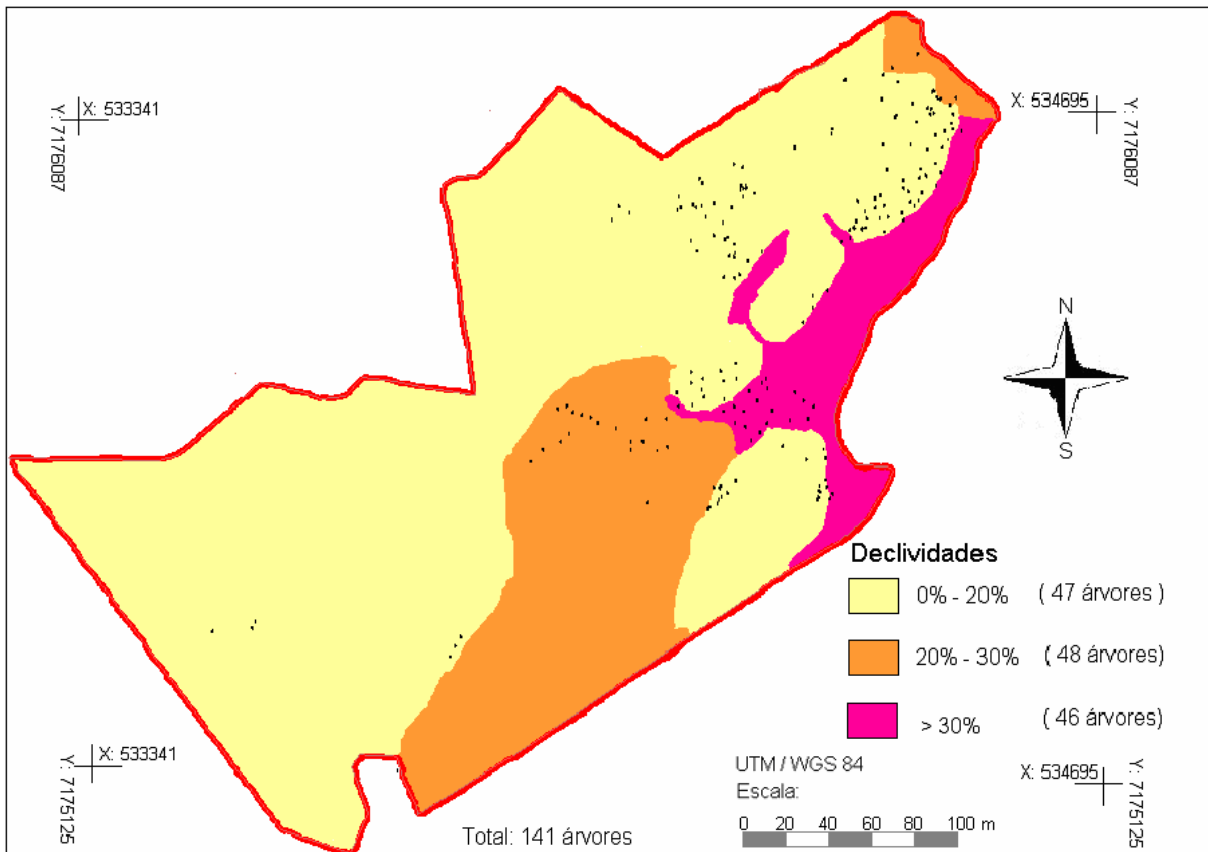 X: 533341
Y: 7176087
X: 534695
Y: 7176087
N
S
Declividades
0% - 20% ( 47 árvores )
20% - 30% ( 48 árvores)
> 30% ( 46 árvores)
X: 533341
Y: 7175125
UTM / WGS 84
Escala:
0 20 40 60 80 100 m
X: 534695
Y: 7175125
Total: 141 árvores